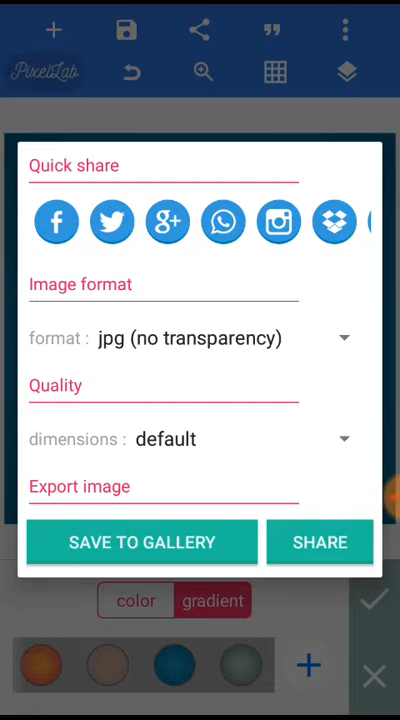 PixelLab
Quick share
Image format
format : jpg (no transparency)
Quality
dimensions : default
Export image
SAVE TO GALLERY SHARE
color gradient